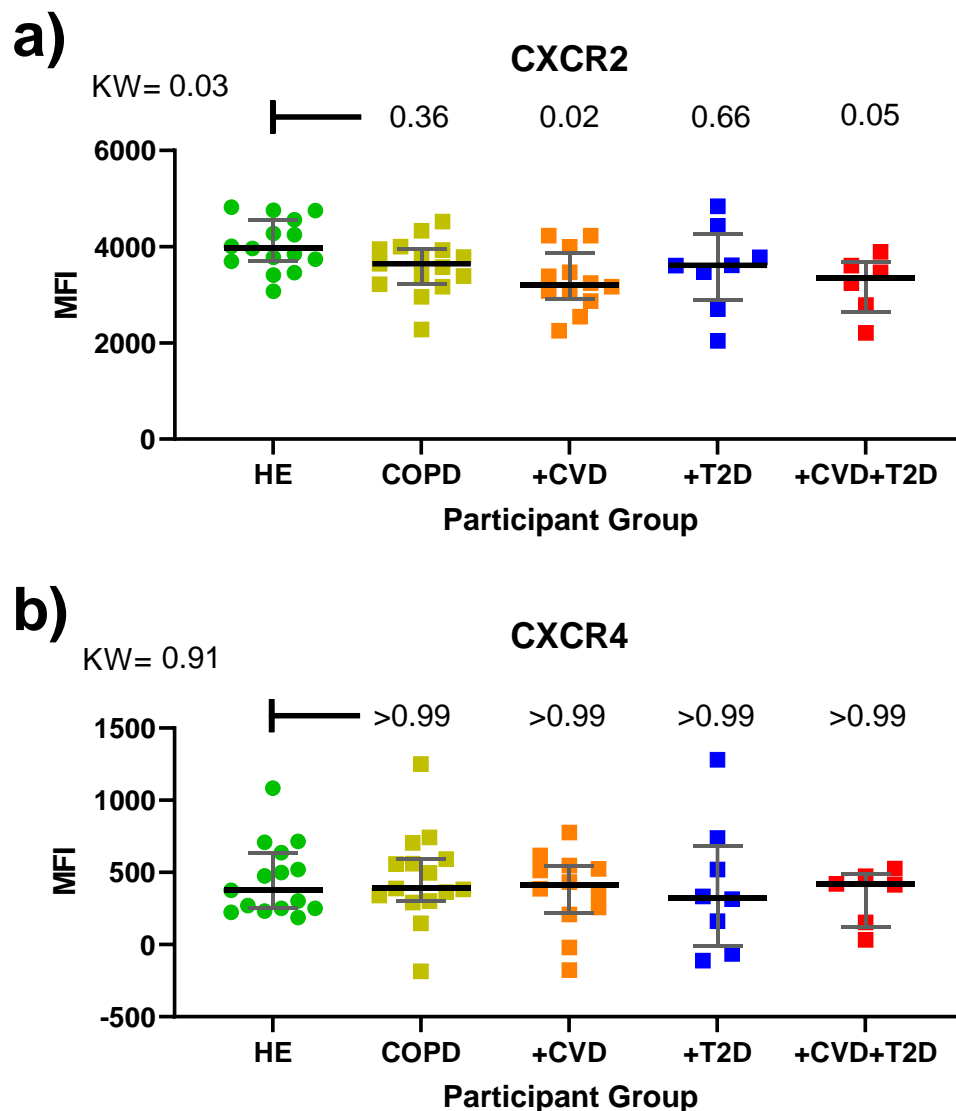 a)
CXCR2
KW= 0.03
0.36 0.02 0.66 0.05
6000
4000
2000
0
MFI
HE COPD +CVD +T2D +CVD+T2D
Participant Group
b)
CXCR4
KW= 0.91
>0.99 >0.99 >0.99 >0.99
1500
1000
500
0
-500
MFI
HE COPD +CVD +T2D +CVD+T2D
Participant Group